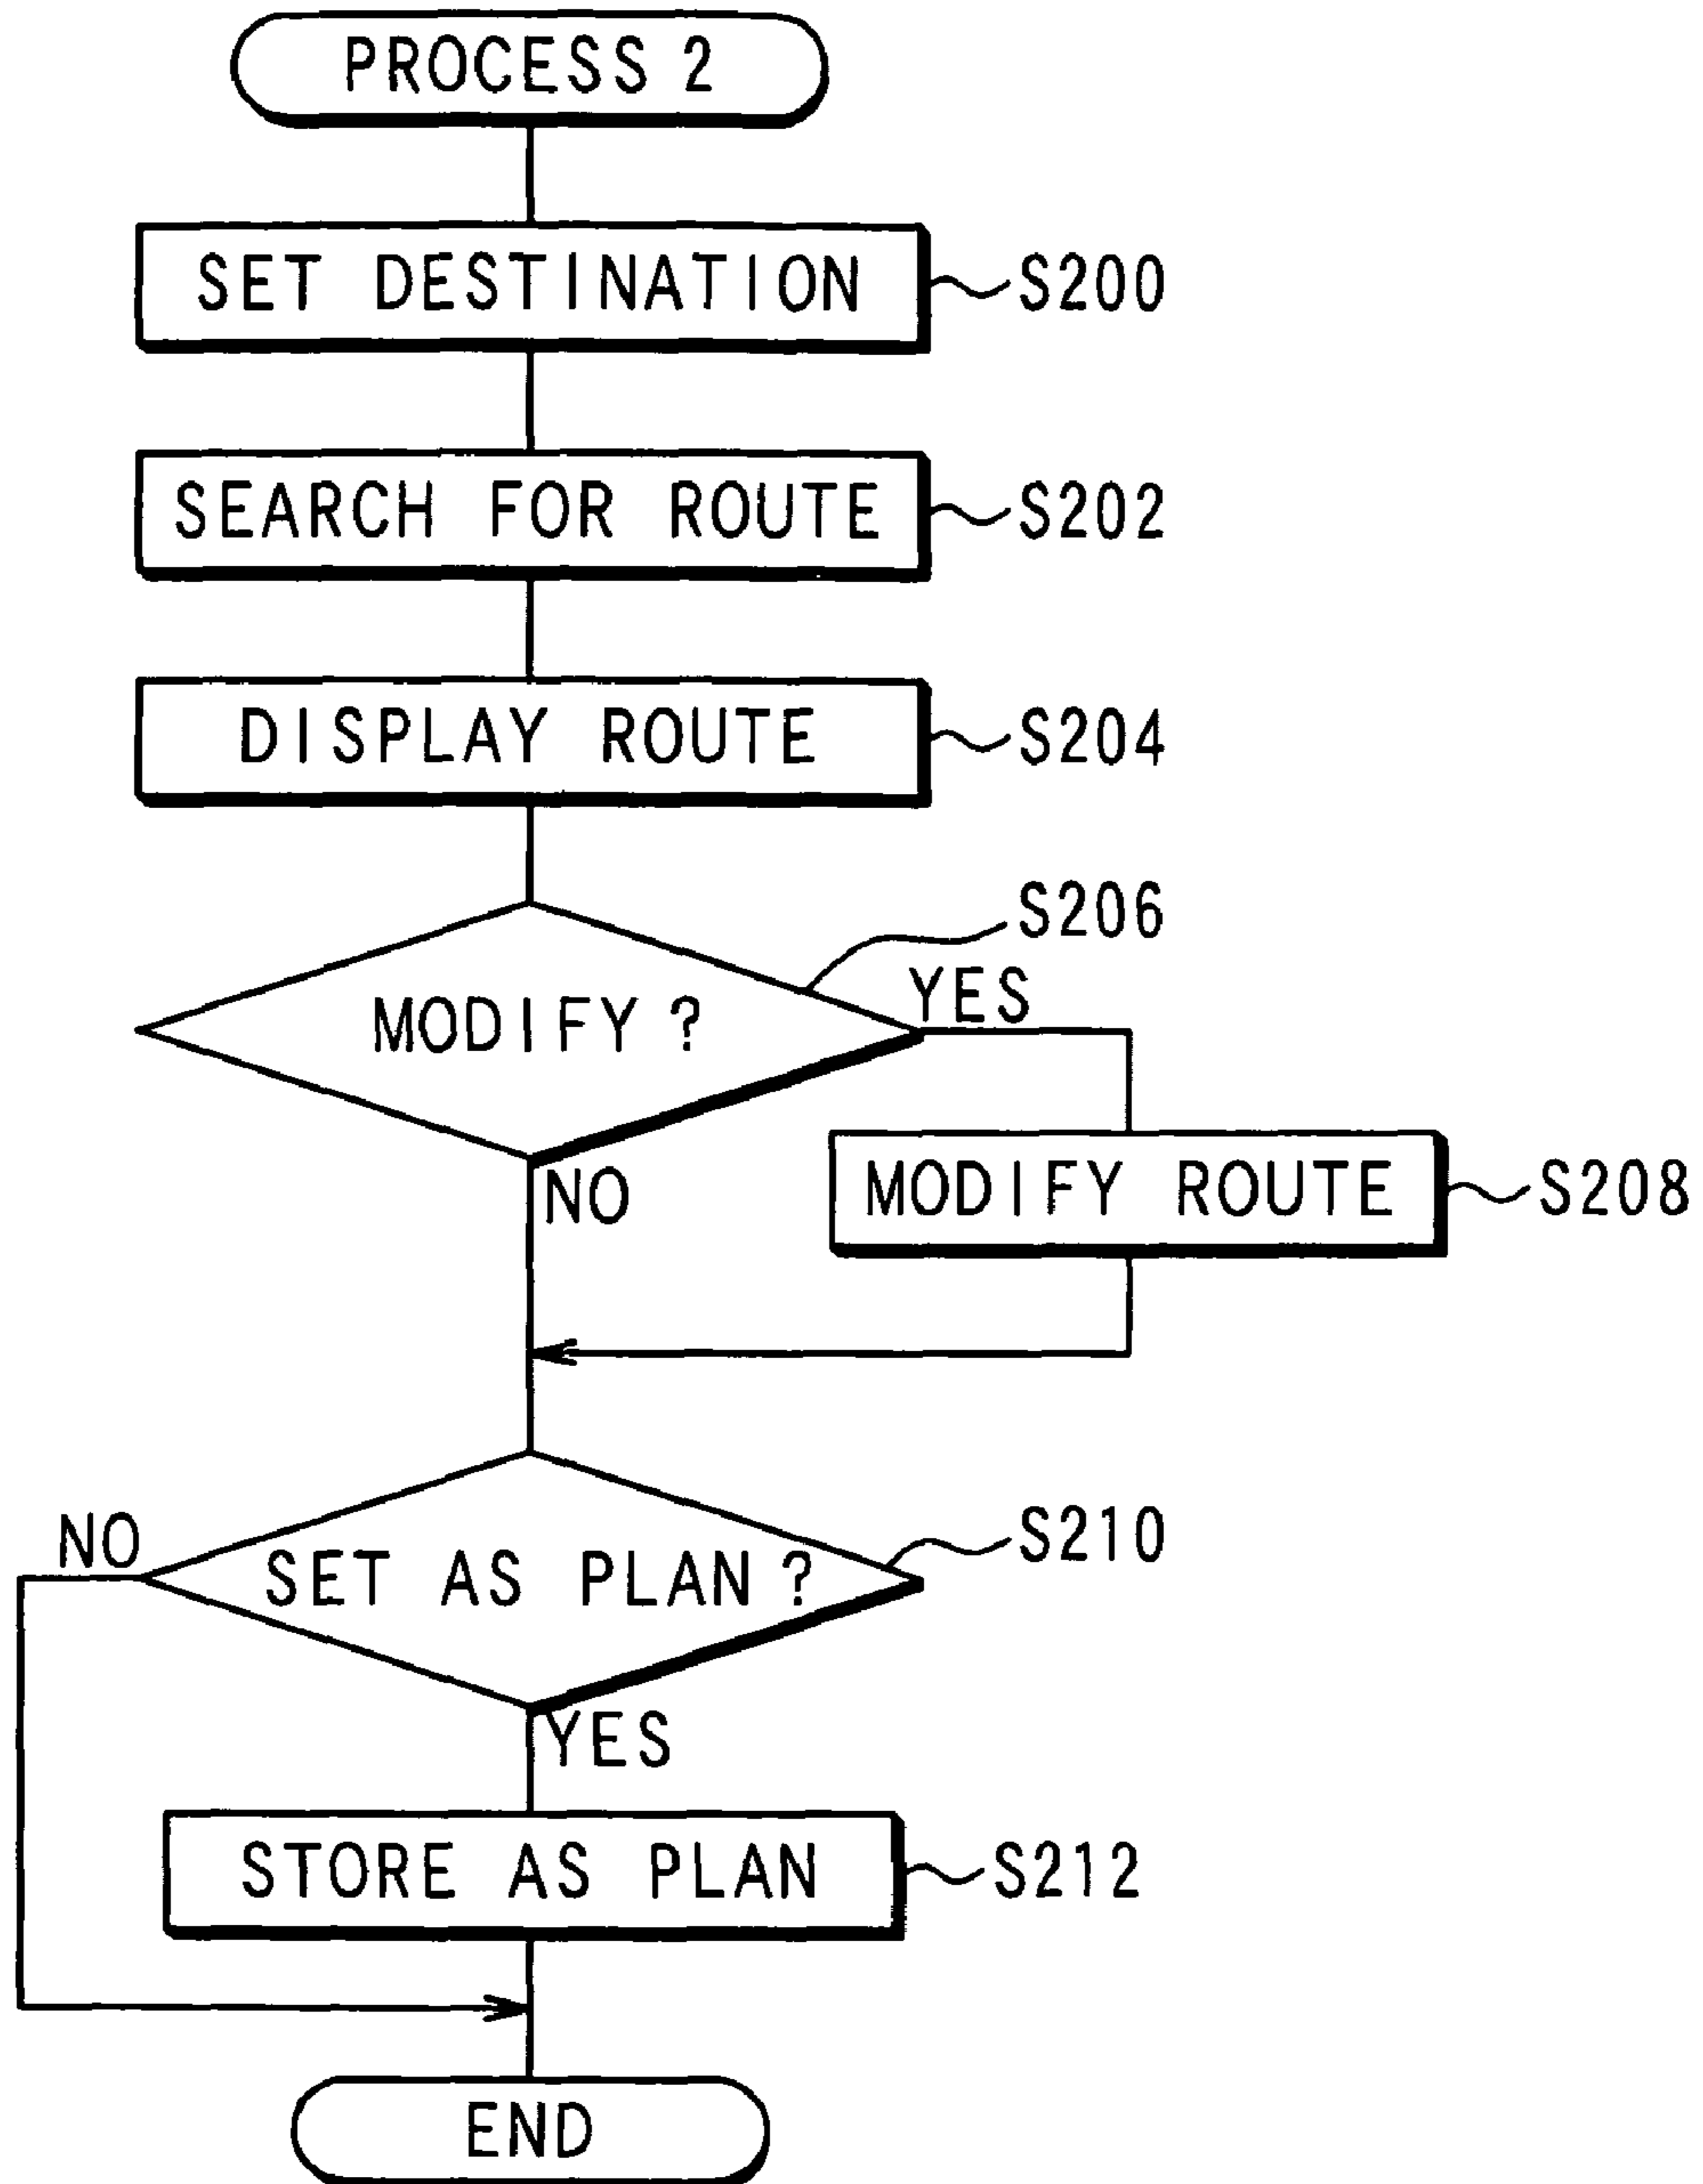 PROCESS 2
SET DESTINATION
S200
SEARCH FOR ROUTE
S202
DISPLAY ROUTE
S204
S206
MODIFY ?
YES
NO
MODIFY ROUTE
S208
NO
SET AS PLAN ?
S210
YES
STORE AS PLAN
S212
END